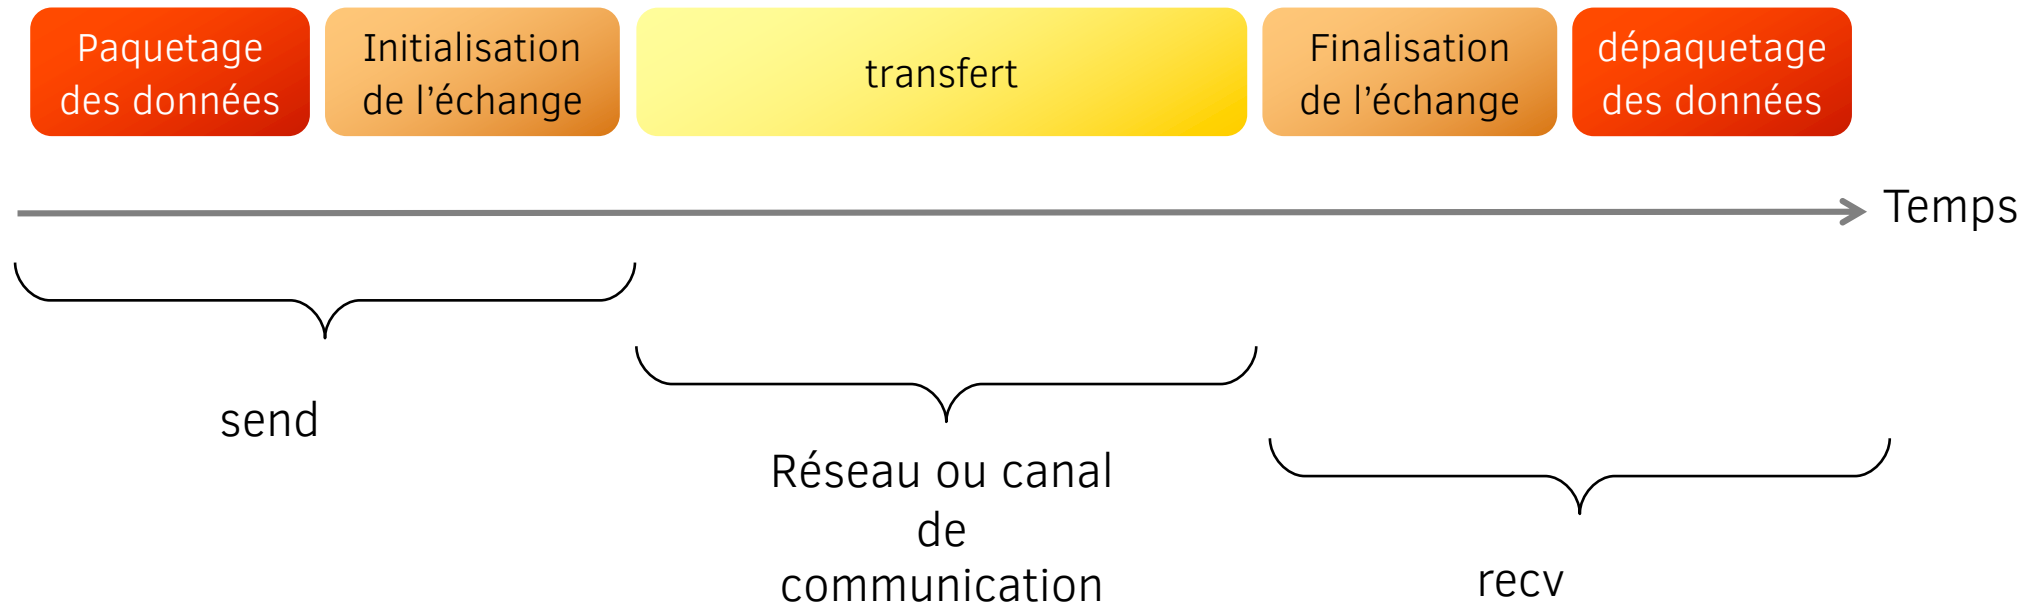 Paquetage
des données
Initialisation
de l’échange
transfert
Finalisation
de l’échange
dépaquetage
des données
Temps
send
Réseau ou canal
de
communication
recv